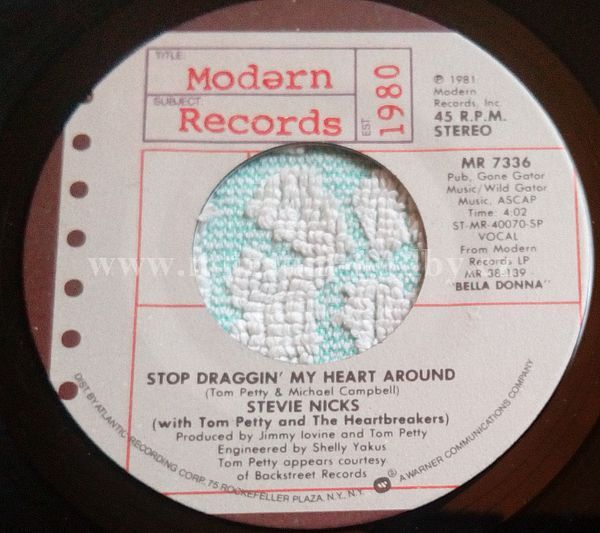 TITLE:
Modərn
SUBJECT:
Records
EST.
1980
℗ 1981
Modern
Records, Inc.
45 R.P.M.
STEREO
MR 7336
Pub, Gone Gator
Music/Wild Gator
Music, ASCAP
Time: 4:02
ST-MR-40070-SP
VOCAL
From Modern
Records LP
MR 38-139
"BELLA DONNA"
STOP DRAGGIN' MY HEART AROUND
(Tom Petty & Michael Campbell)
STEVIE NICKS
(with Tom Petty and The Heartbreakers)
Produced by Jimmy Iovine and Tom Petty
Engineered by Shelly Yakus
Tom Petty appears courtesy
of Backstreet Records
DIST. BY ATLANTIC RECORDING CORP. 75 ROCKEFELLER PLAZA, N.Y., N.Y.
® A WARNER COMMUNICATIONS COMPANY